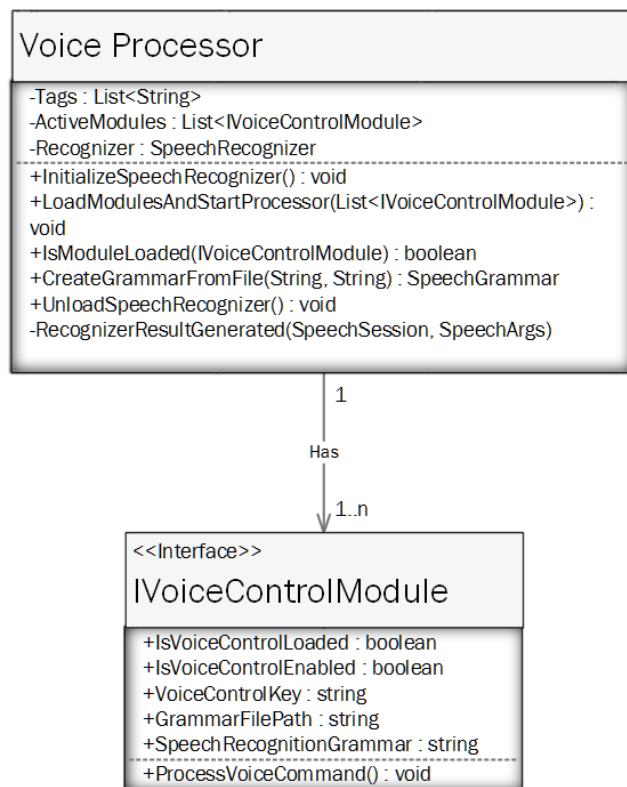 Voice Processor
-Tags : List<String>
-ActiveModules : List<IVoiceControlModule>
-Recognizer : SpeechRecognizer
+InitializeSpeechRecognizer() : void
+LoadModulesAndStartProcessor(List<IVoiceControlModule>) :
void
+IsModuleLoaded(IVoiceControlModule) : boolean
+CreateGrammarFromFile(String, String) : SpeechGrammar
+UnloadSpeechRecognizer() : void
-RecognizerResultGenerated(SpeechSession, SpeechArgs)
1
Has
1..n
<<Interface>>
IVoiceControlModule
+IsVoiceControlLoaded : boolean
+IsVoiceControlEnabled : boolean
+VoiceControlKey : string
+GrammarFilePath : string
+SpeechRecognitionGrammar : string
+ProcessVoiceCommand() : void